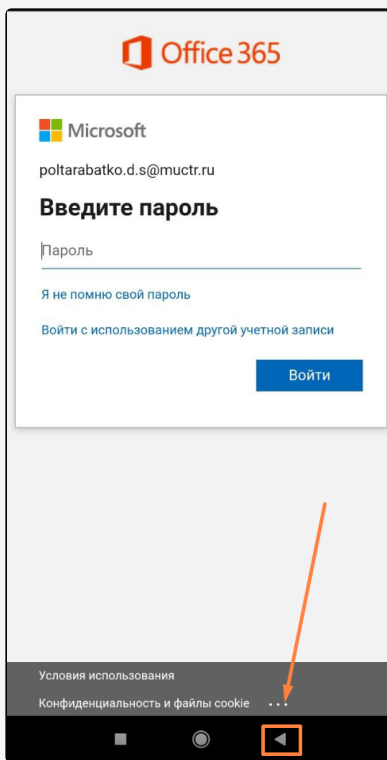 Office 365
Microsoft
poltarabatko.d.s@muctr.ru
Введите пароль
Пароль
Я не помню свой пароль
Войти с использованием другой учетной записи
Войти
Условия использования
Конфиденциальность и файлы cookie ...